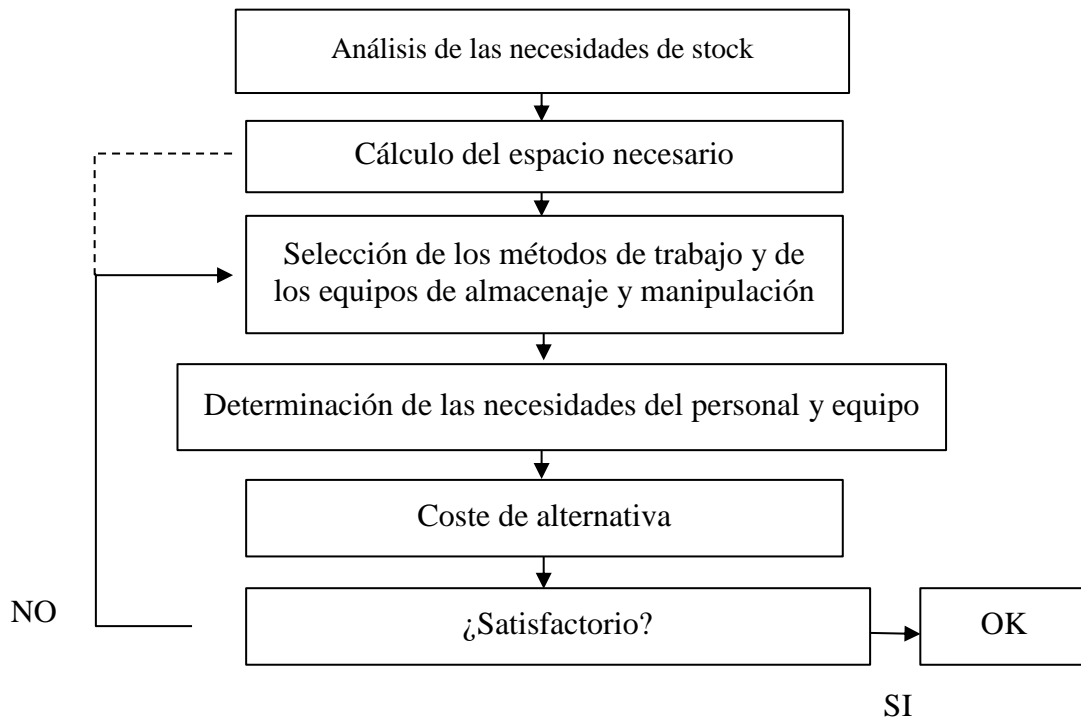 Análisis de las necesidades de stock
Cálculo del espacio necesario
Selección de los métodos de trabajo y de
los equipos de almacenaje y manipulación
Determinación de las necesidades del personal y equipo
Coste de alternativa
NO
¿Satisfactorio?
OK
SI